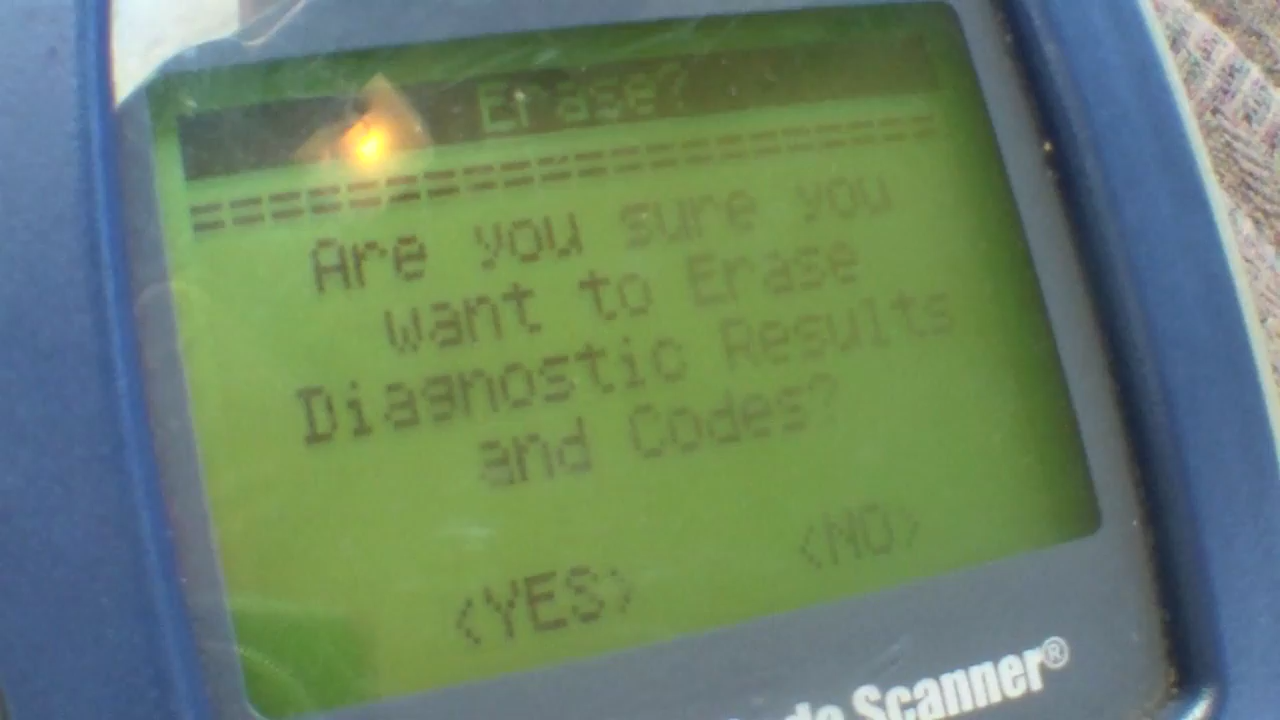 Erase?
====================
Are you sure you
want to Erase
Diagnostic Results
and Codes?
<YES> <NO>
Scanner®